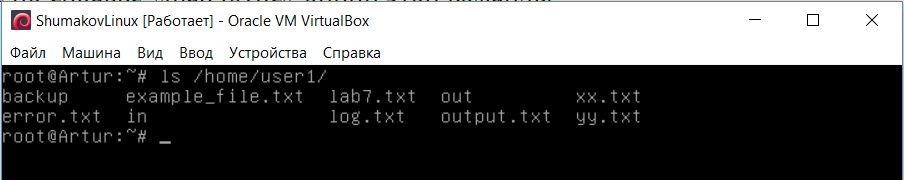 ShumakovLinux [Работает] - Oracle VM VirtualBox
Файл Машина Вид Ввод Устройства Справка
root@Artur:~# ls /home/user1/
backup example_file.txt lab7.txt out xx.txt
error.txt in log.txt output.txt yy.txt
root@Artur:~# _